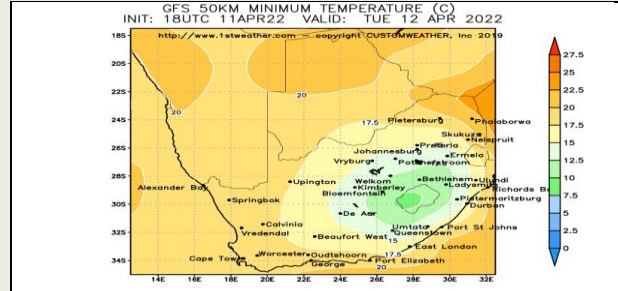 GFS 50KM MINIMUM TEMPERATURE (C)
INIT: 18UTC 11APR22 VALID: TUE 12 APR 2022
http://www.1stweather.com - copyright CUSTOMWEATHER, Inc 2019
18S
20S
22S
24S
26S
28S
30S
32S
34S
20
20
17.5
Pietersburg
Phalaborwa
Skukuza
Nelspruit
Pretoria
Johannesburg
Ermelo
Vryburg
Potchefstroom
Welkom
Bethlehem
Ulundi
Alexander Bay
Upington
Kimberley
Ladysmith
Richards Ba
Bloemfontein
Springbok
Pietermaritzburg
Durban
De Aar
Calvinia
Umtata
Port St Johns
Vredendal
Beaufort West
15
Queenstown
17.5
East London
Cape Town
Worcester
Oudtshoorn
George
Port Elizabeth
20
14E
16E
18E
20E
22E
24E
26E
28E
30E
32E
27.5
25
22.5
20
17.5
15
12.5
10
7.5
5
2.5
0